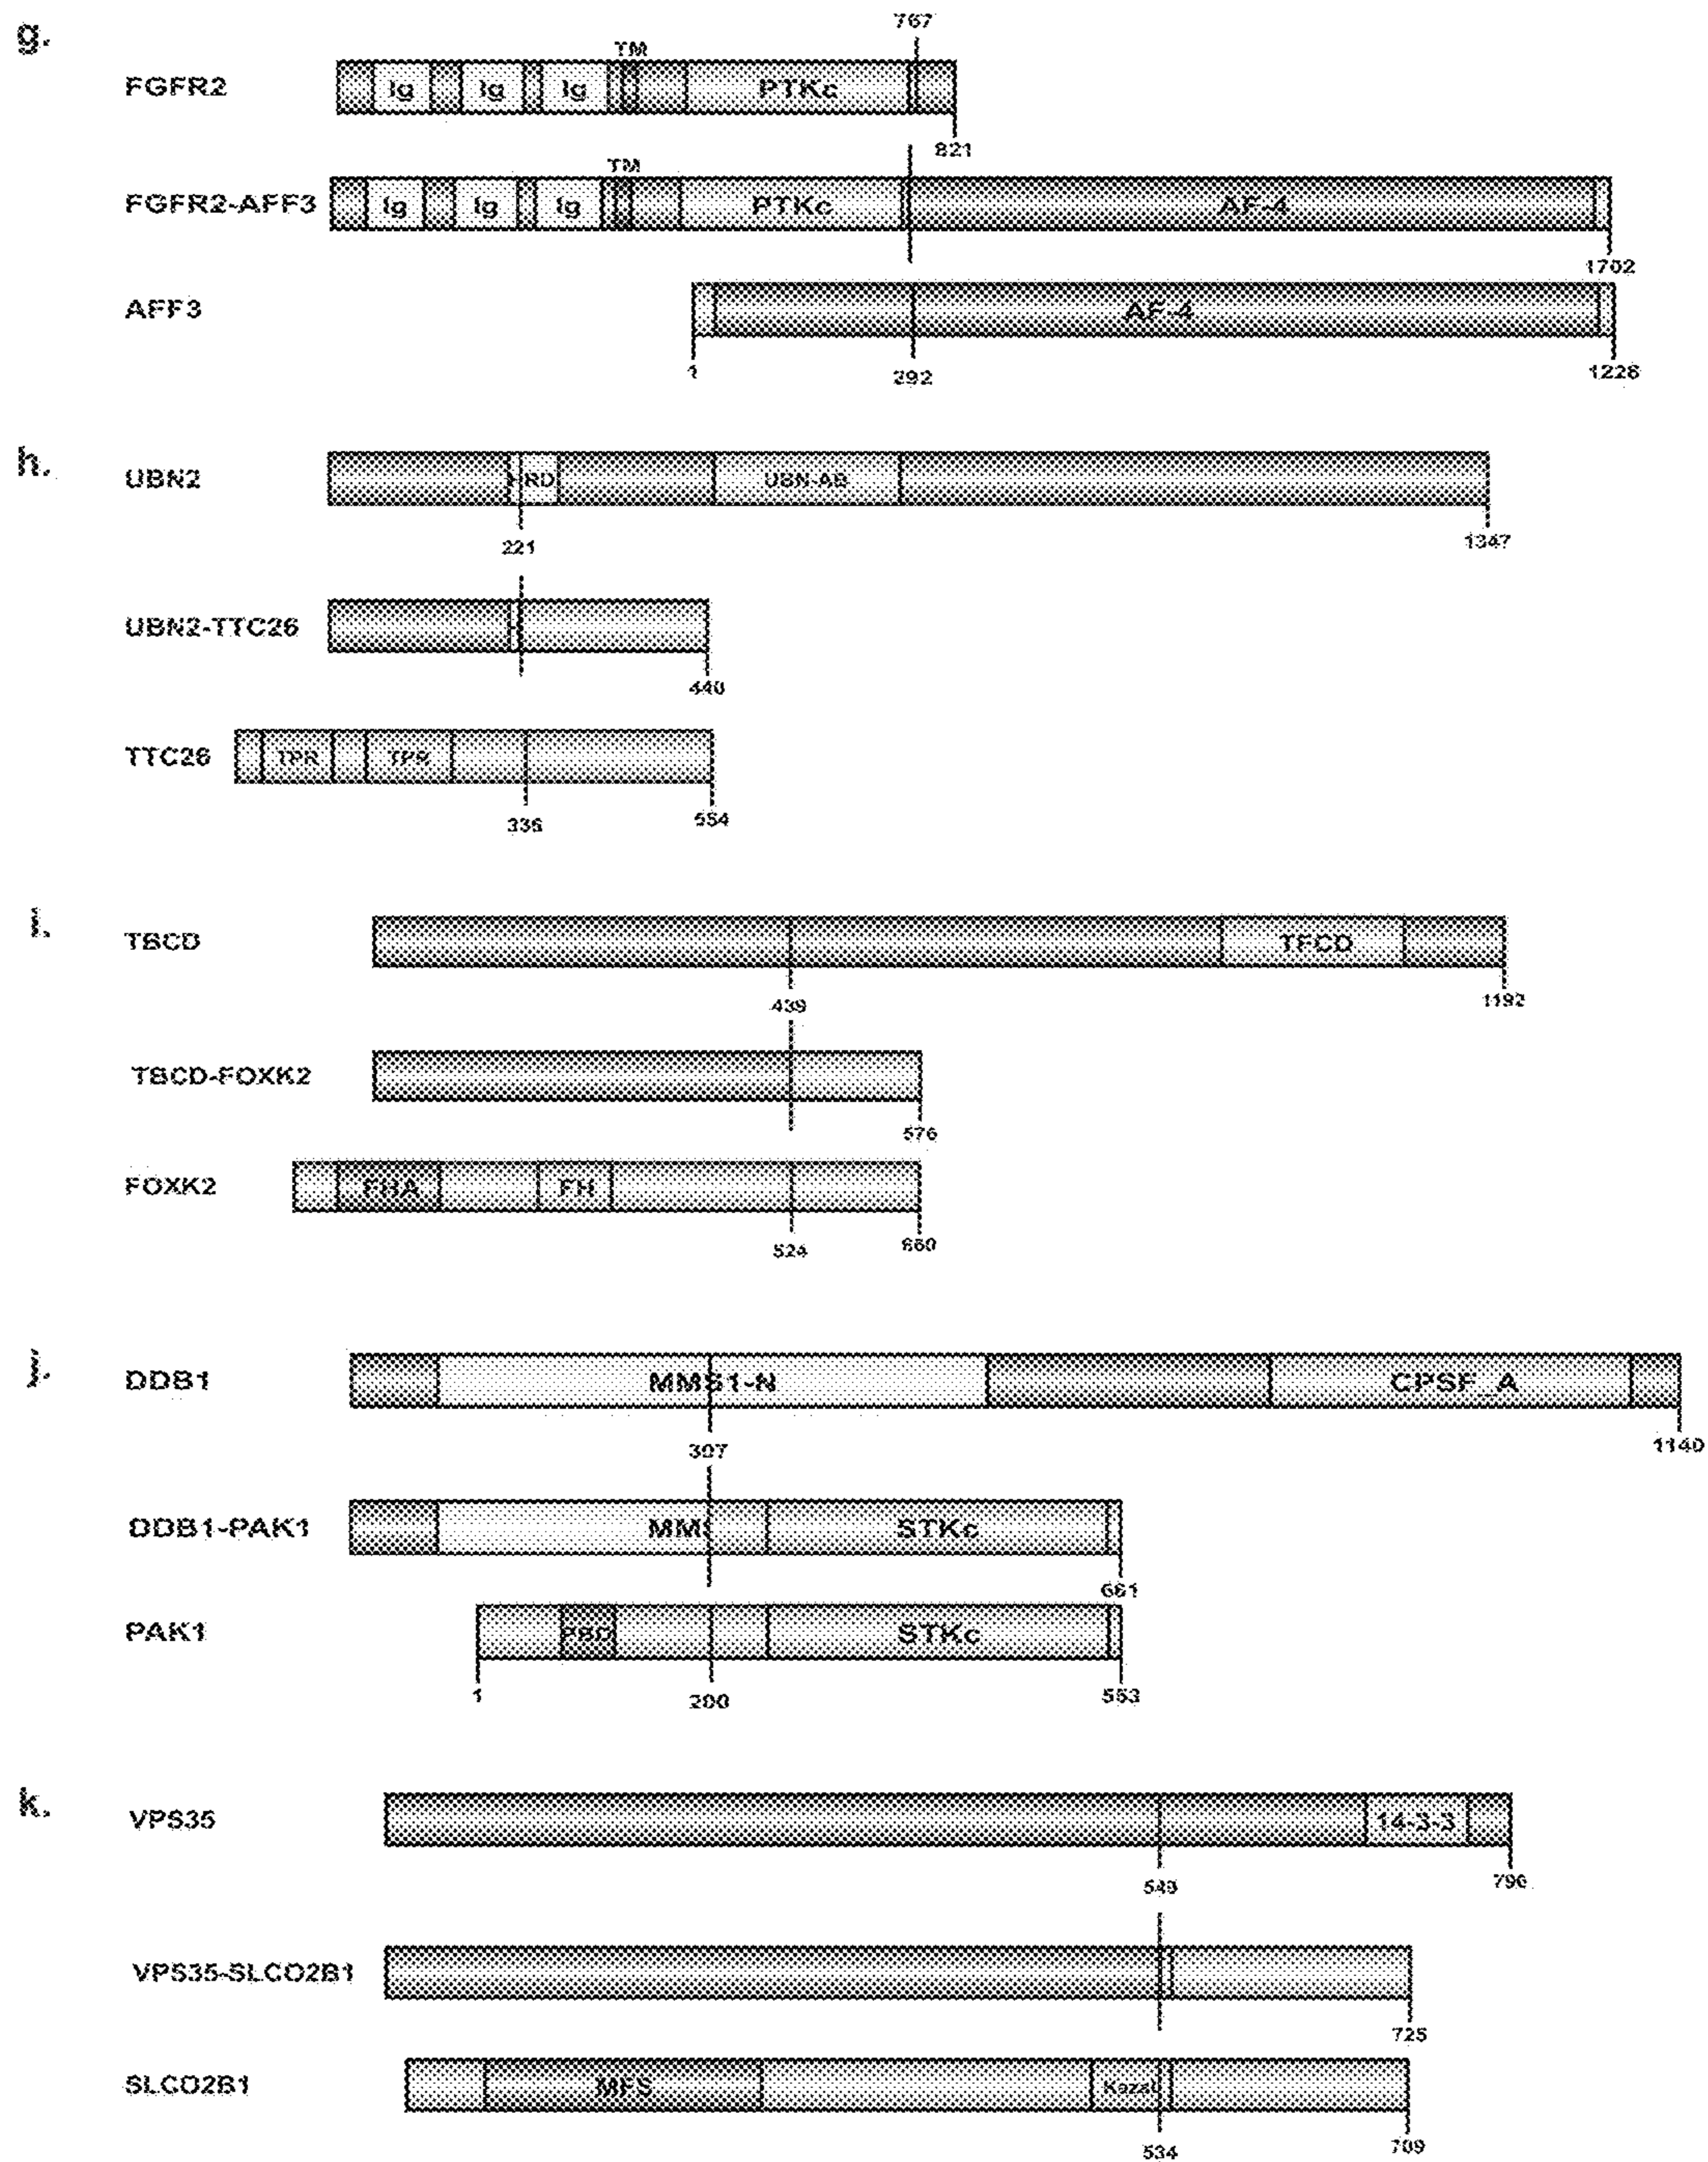 g.
767
TM
FGFR2 Ig Ig Ig PTKc
821
TM
FGFR2-AFF3 Ig Ig Ig PTKc AF-4
1702
AFF3 AF-4
1 292 1226
h.
UBN2 HRD UBN-AB
221 1347
UBN2-TTC26 H
440
TTC26 TPR TPR
336 554
i.
TBCD TFCD
439 1192
TBCD-FOXK2
576
FOXK2 FHA FH
524 660
j.
DDB1 MMS1-N CPSF_A
307 1140
DDB1-PAK1 MMS STKc
661
PAK1 PBD STKc
1 200 553
k.
VPS35 14-3-3
549 796
VPS35-SLCO2B1
725
SLCO2B1 MFS Kazal
534 709